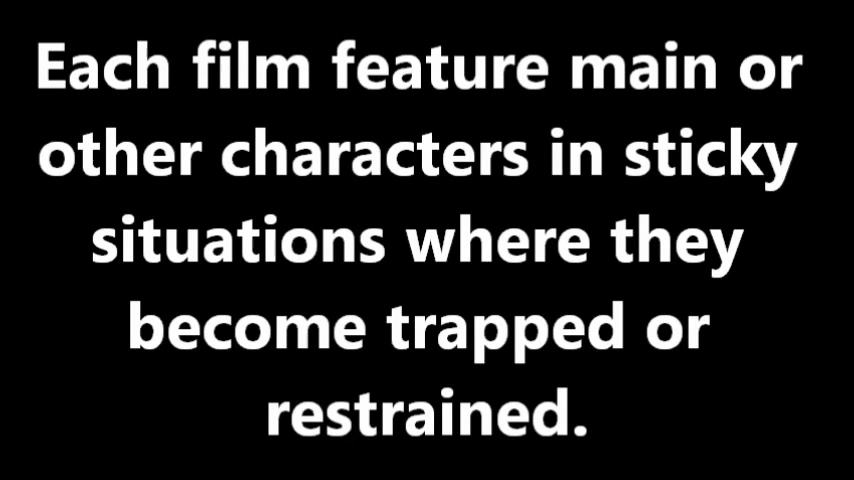 Each film feature main or
other characters in sticky
situations where they
become trapped or
restrained.